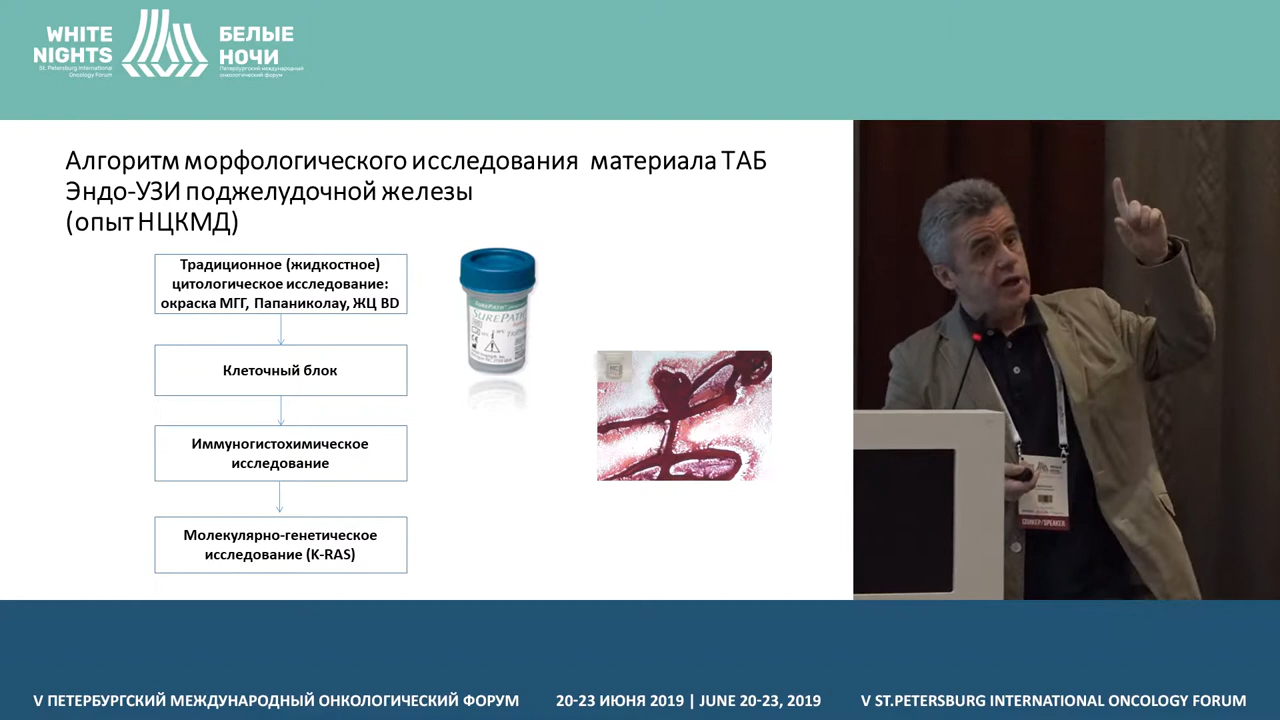 WHITE
NIGHTS
St. Petersburg International
Oncology Forum
БЕЛЫЕ
НОЧИ
Петербургский международный
онкологический форум
Алгоритм морфологического исследования материала ТАБ
Эндо-УЗИ поджелудочной железы
(опыт НЦКМД)
Традиционное (жидкостное)
цитологическое исследование:
окраска МГГ, Папаниколау, ЖЦ BD
Клеточный блок
Иммуногистохимическое
исследование
Молекулярно-генетическое
исследование (K-RAS)
SUREPATH
СПИКЕР/SPEAKER
V ПЕТЕРБУРГСКИЙ МЕЖДУНАРОДНЫЙ ОНКОЛОГИЧЕСКИЙ ФОРУМ
20-23 ИЮНЯ 2019 | JUNE 20-23, 2019
V ST.PETERSBURG INTERNATIONAL ONCOLOGY FORUM